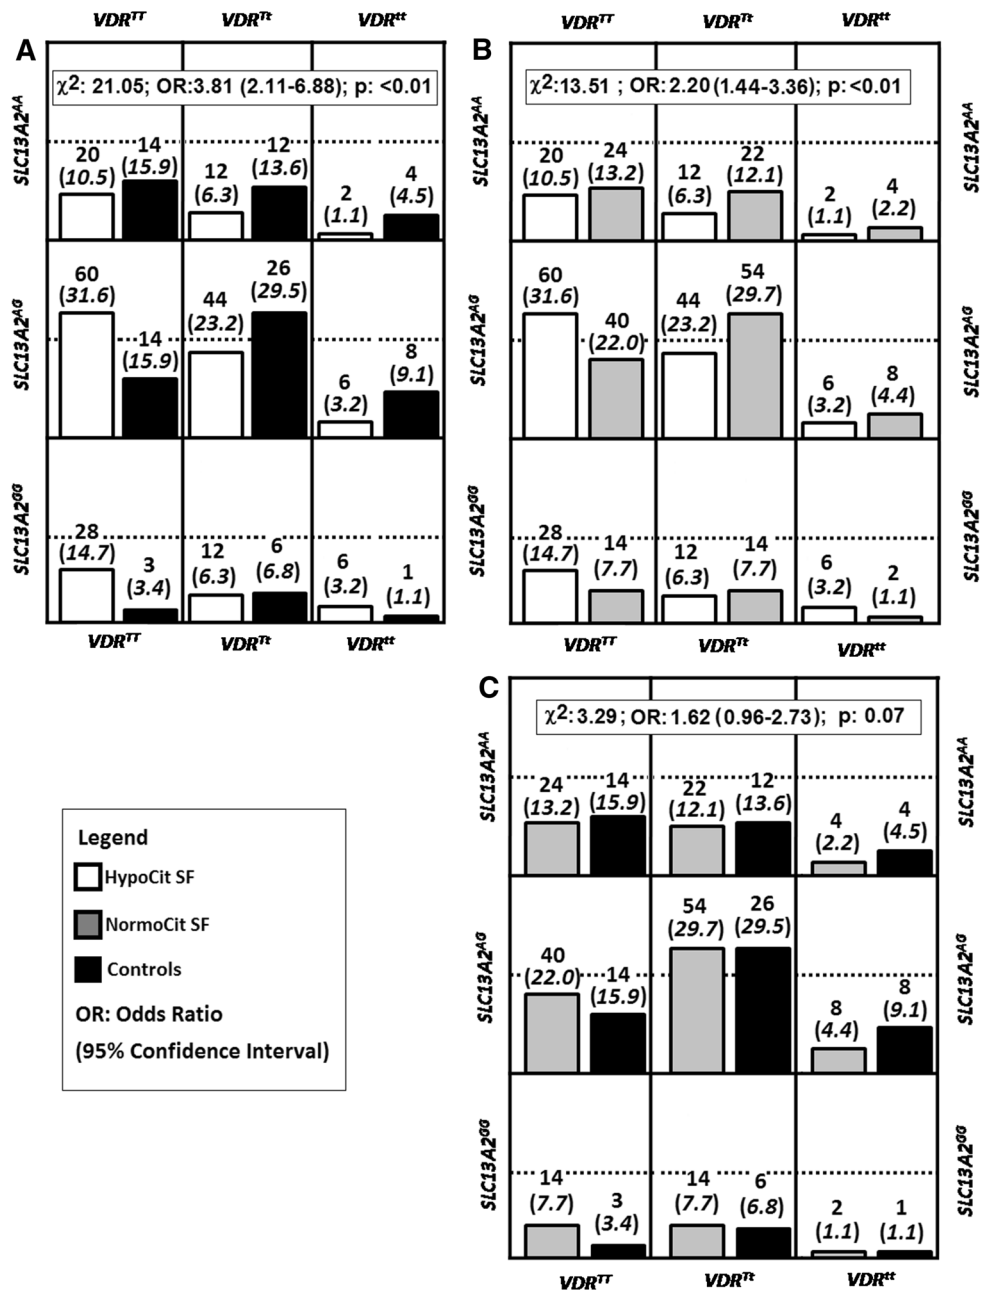 VDR^TT VDR^Tt VDR^tt
A
χ2: 21.05; OR:3.81 (2.11-6.88); p: <0.01
SLC13A2^AA
20 14 12 12 2 4
(10.5) (15.9) (6.3) (13.6) (1.1) (4.5)
SLC13A2^AG
60 14 44 26 6 8
(31.6) (15.9) (23.2) (29.5) (3.2) (9.1)
SLC13A2^GG
28 3 12 6 6 1
(14.7) (3.4) (6.3) (6.8) (3.2) (1.1)
VDR^TT VDR^Tt VDR^tt
VDR^TT VDR^Tt VDR^tt
B
χ2:13.51 ; OR:2.20 (1.44-3.36); p:<0.01
SLC13A2^AA SLC13A2^AA
20 24 12 22 2 4
(10.5) (13.2) (6.3) (12.1) (1.1) (2.2)
SLC13A2^AG SLC13A2^AG
60 40 44 54 6 8
(31.6) (22.0) (23.2) (29.7) (3.2) (4.4)
SLC13A2^GG SLC13A2^GG
28 14 12 14 6 2
(14.7) (7.7) (6.3) (7.7) (3.2) (1.1)
VDR^TT VDR^Tt VDR^tt
C
χ2:3.29; OR:1.62 (0.96-2.73); p: 0.07
SLC13A2^AA SLC13A2^AA
24 14 22 12 4 4
(13.2) (15.9) (12.1) (13.6) (2.2) (4.5)
SLC13A2^AG SLC13A2^AG
40 14 54 26 8 8
(22.0) (15.9) (29.7) (29.5) (4.4) (9.1)
SLC13A2^GG SLC13A2^GG
14 3 14 6 2 1
(7.7) (3.4) (7.7) (6.8) (1.1) (1.1)
VDR^TT VDR^Tt VDR^tt
Legend
HypoCit SF
NormoCit SF
Controls
OR: Odds Ratio
(95% Confidence Interval)